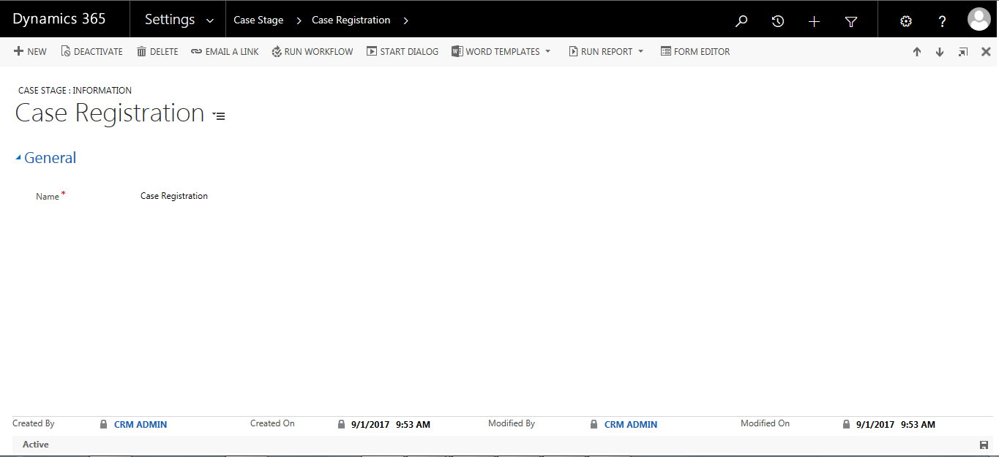 Dynamics 365 Settings Case Stage Case Registration
NEW DEACTIVATE DELETE EMAIL A LINK RUN WORKFLOW START DIALOG WORD TEMPLATES RUN REPORT FORM EDITOR
CASE STAGE : INFORMATION
Case Registration
General
Name * Case Registration
Created By CRM ADMIN Created On 9/1/2017 9:53 AM Modified By CRM ADMIN Modified On 9/1/2017 9:53 AM
Active